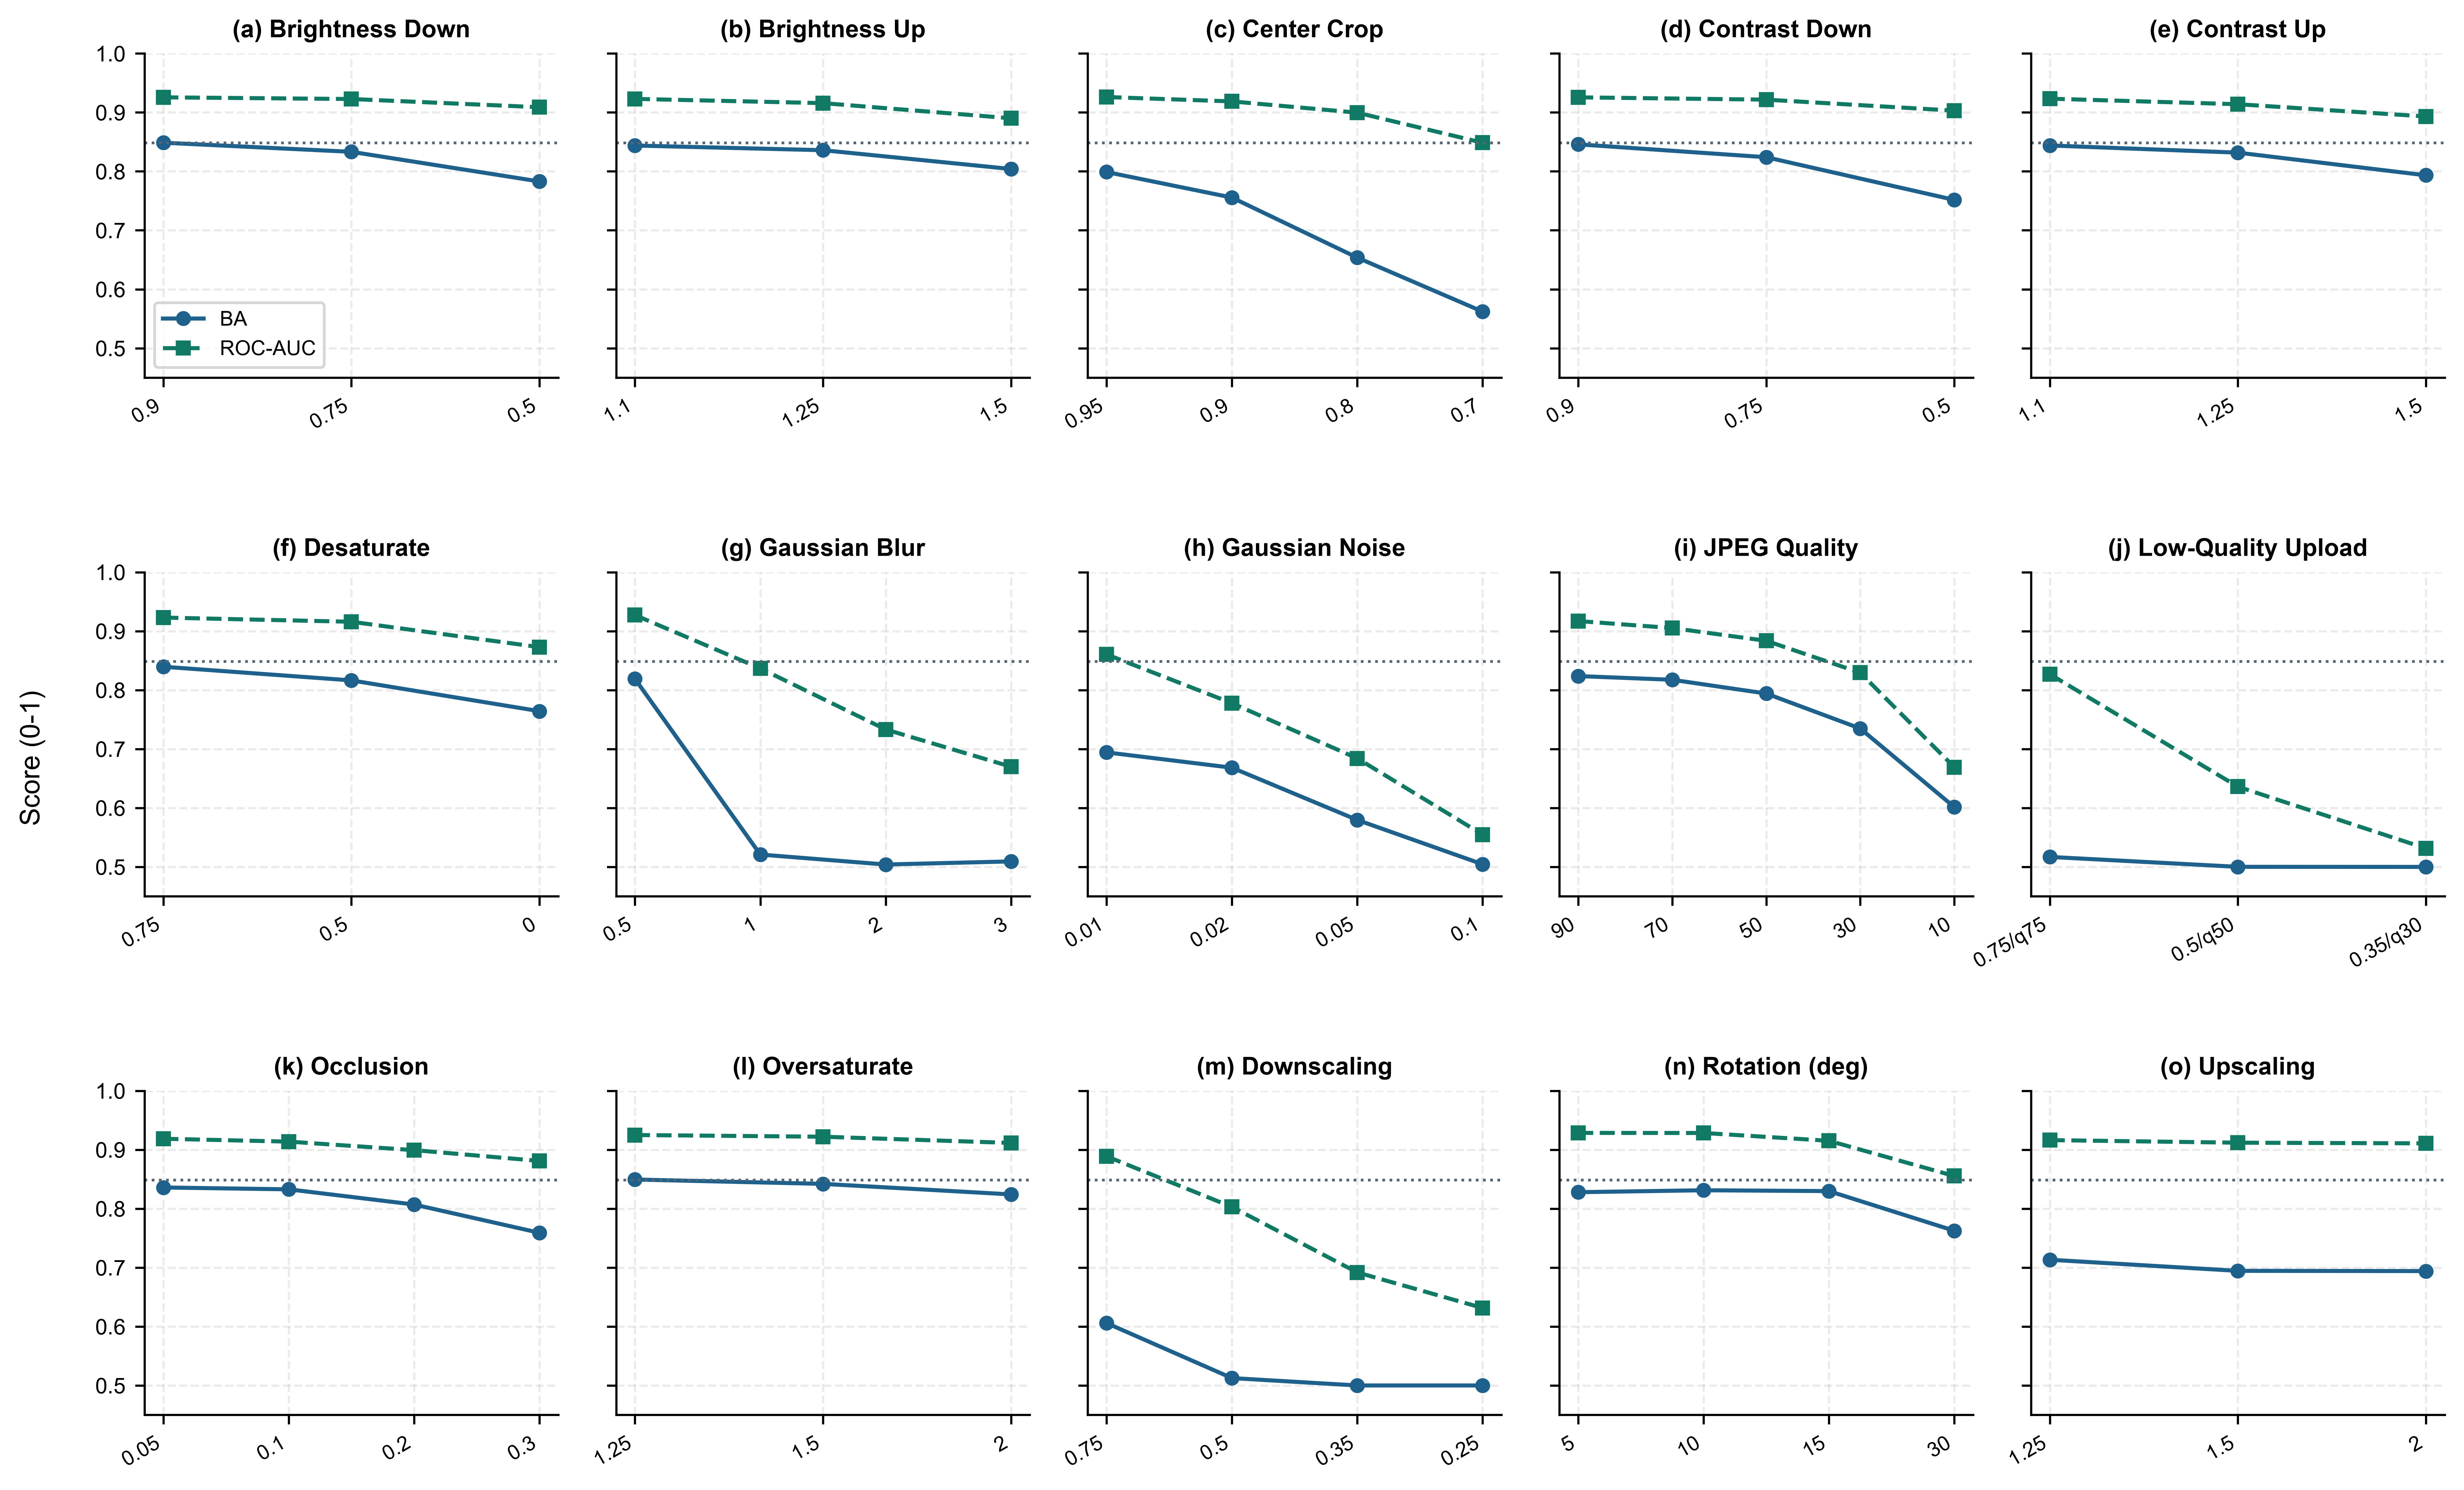 (a) Brightness Down
(b) Brightness Up
(c) Center Crop
(d) Contrast Down
(e) Contrast Up
1.0
0.9
0.8
0.7
0.6
0.5
BA
ROC-AUC
0.9 0.75 0.5
1.1 1.25 1.5
0.95 0.9 0.8 0.7
0.9 0.75 0.5
1.1 1.25 1.5
Score (0-1)
(f) Desaturate
(g) Gaussian Blur
(h) Gaussian Noise
(i) JPEG Quality
(j) Low-Quality Upload
1.0
0.9
0.8
0.7
0.6
0.5
0.75 0.5 0
0.5 1 2 3
0.01 0.02 0.05 0.1
90 70 50 30 10
0.75/q75 0.5/q50 0.35/q30
(k) Occlusion
(l) Oversaturate
(m) Downscaling
(n) Rotation (deg)
(o) Upscaling
1.0
0.9
0.8
0.7
0.6
0.5
0.05 0.1 0.2 0.3
1.25 1.5 2
0.75 0.5 0.35 0.25
5 10 15 30
1.25 1.5 2